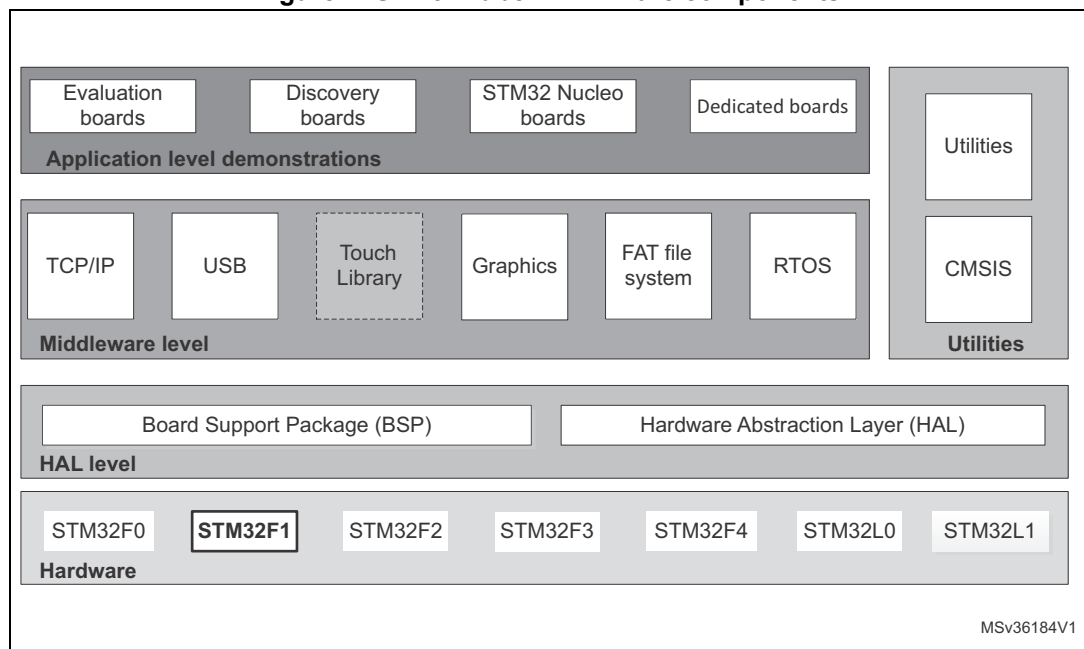 Evaluation
boards
Discovery
boards
STM32 Nucleo
boards
Dedicated boards
Application level demonstrations
Utilities
CMSIS
Utilities
TCP/IP
USB
Touch
Library
Graphics
FAT file
system
RTOS
Middleware level
Board Support Package (BSP)
Hardware Abstraction Layer (HAL)
HAL level
STM32F0
STM32F1
STM32F2
STM32F3
STM32F4
STM32L0
STM32L1
Hardware
MSv36184V1